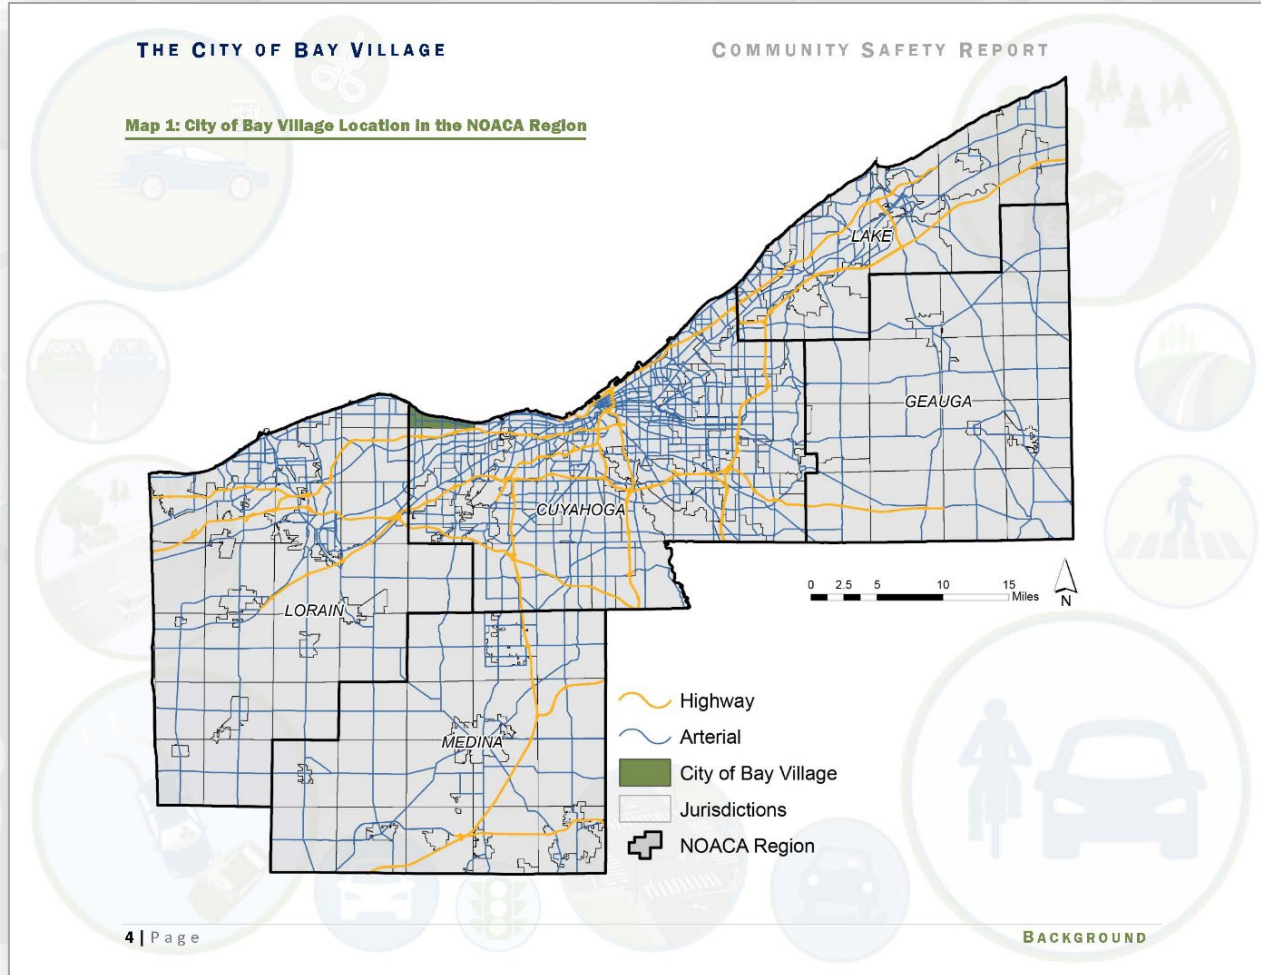 THE CITY OF BAY VILLAGE
COMMUNITY SAFETY REPORT
Map 1: City of Bay Village Location in the NOACA Region
LAKE
GEAUGA
CUYAHOGA
LORAIN
MEDINA
0 2.5 5 10 15
Miles
N
Highway
Arterial
City of Bay Village
Jurisdictions
NOACA Region
4 | Page
BACKGROUND